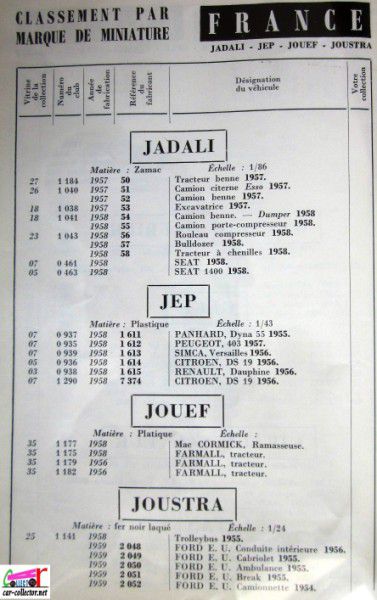 CLASSEMENT PAR
MARQUE DE MINIATURE
FRANCE
JADALI - JEP - JOUEF - JOUSTRA
Vitrine de la collection
Numéro du club
Année de fabrication
Référence du fabricant
Désignation du véhicule
Votre collection
JADALI
Matière : Zamac Échelle : 1/86
27 1 184 1957 50 Tracteur benne 1957.
26 1 040 1957 51 Camion citerne Esso 1957.
1957 52 Camion benne 1957.
18 1 038 1957 53 Excavatrice 1957.
18 1 041 1958 54 Camion benne. — Dumper 1958
1958 55 Camion porte-compresseur 1958.
23 1 043 1958 56 Rouleau compresseur 1958.
1958 57 Bulldozer 1958.
1958 58 Tracteur à chenilles 1958.
07 0 461 1958 SEAT 1958.
05 0 463 1958 SEAT 1400 1958.
JEP
Matière : Plastique Échelle : 1/43
07 0 937 1958 1 611 PANHARD, Dyna 55 1955.
07 0 935 1958 1 612 PEUGEOT, 403 1957.
07 0 939 1958 1 613 SIMCA, Versailles 1956.
05 0 936 1958 1 614 CITROEN, DS 19 1956.
03 0 938 1958 1 615 RENAULT, Dauphine 1956.
07 1 290 1958 7 374 CITROEN, DS 19 1956.
JOUEF
Matière : Platique Échelle :
35 1 177 1958 Mac CORMICK, Ramasseuse.
35 1 175 1958 FARMALL, tracteur.
35 1 179 1956 FARMALL, tracteur.
35 1 182 1956 FARMALL, tracteur.
JOUSTRA
Matière : fer noir laqué Échelle : 1/24
25 1 141 1958 Trolleybus 1955.
1959 2 048 FORD E. U. Conduite intérieure 1956.
1959 2 049 FORD E. U. Cabriolet 1955.
1959 2 050 FORD E. U. Ambulance 1955.
1959 2 051 FORD E. U. Break 1955.
1959 2 052 FORD E. U. Camionnette 1954.
car-collector.net